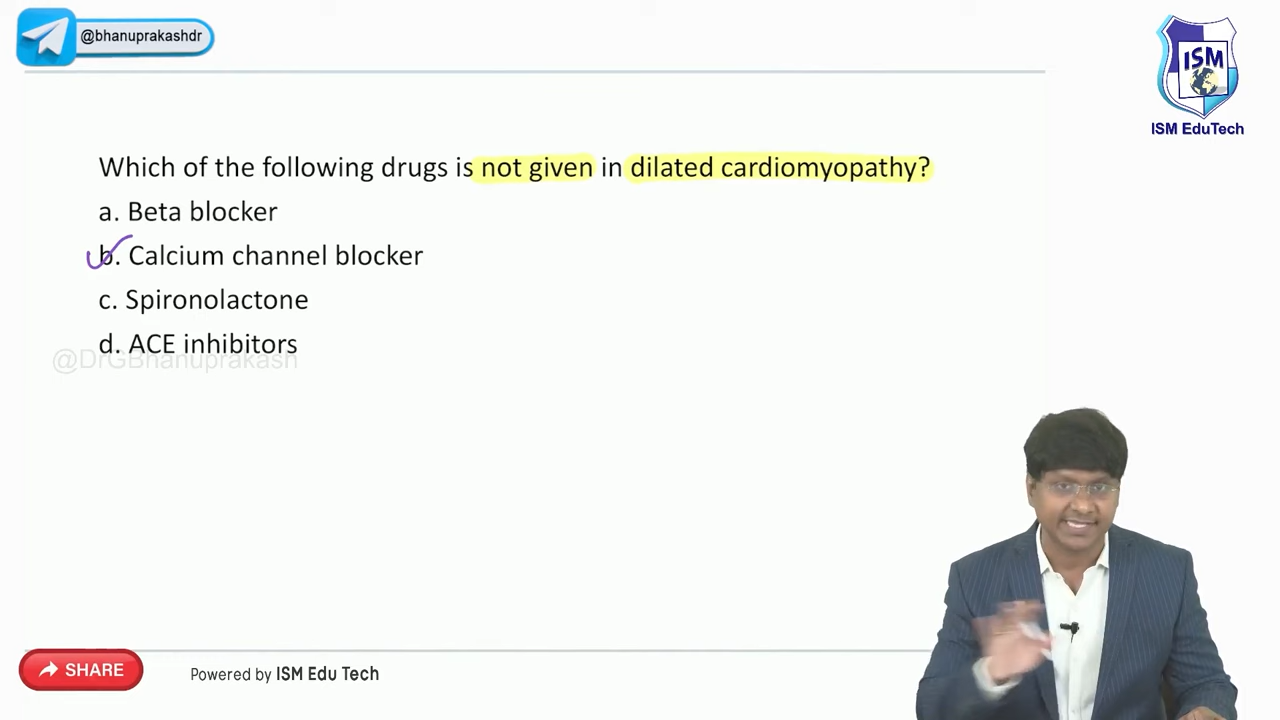 @bhanuprakashdr
ISM
ISM EduTech
Which of the following drugs is not given in dilated cardiomyopathy?
a. Beta blocker
b. Calcium channel blocker
c. Spironolactone
d. ACE inhibitors
@DrGBhanuprakash
SHARE
Powered by ISM Edu Tech